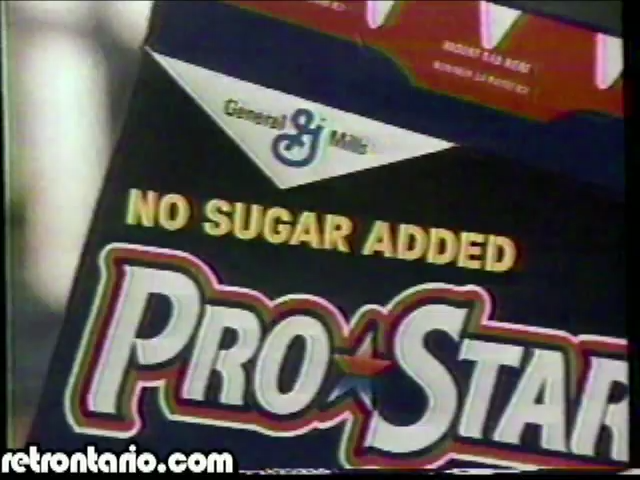 General Mills
NO SUGAR ADDED
PRO STAR
retrontario.com